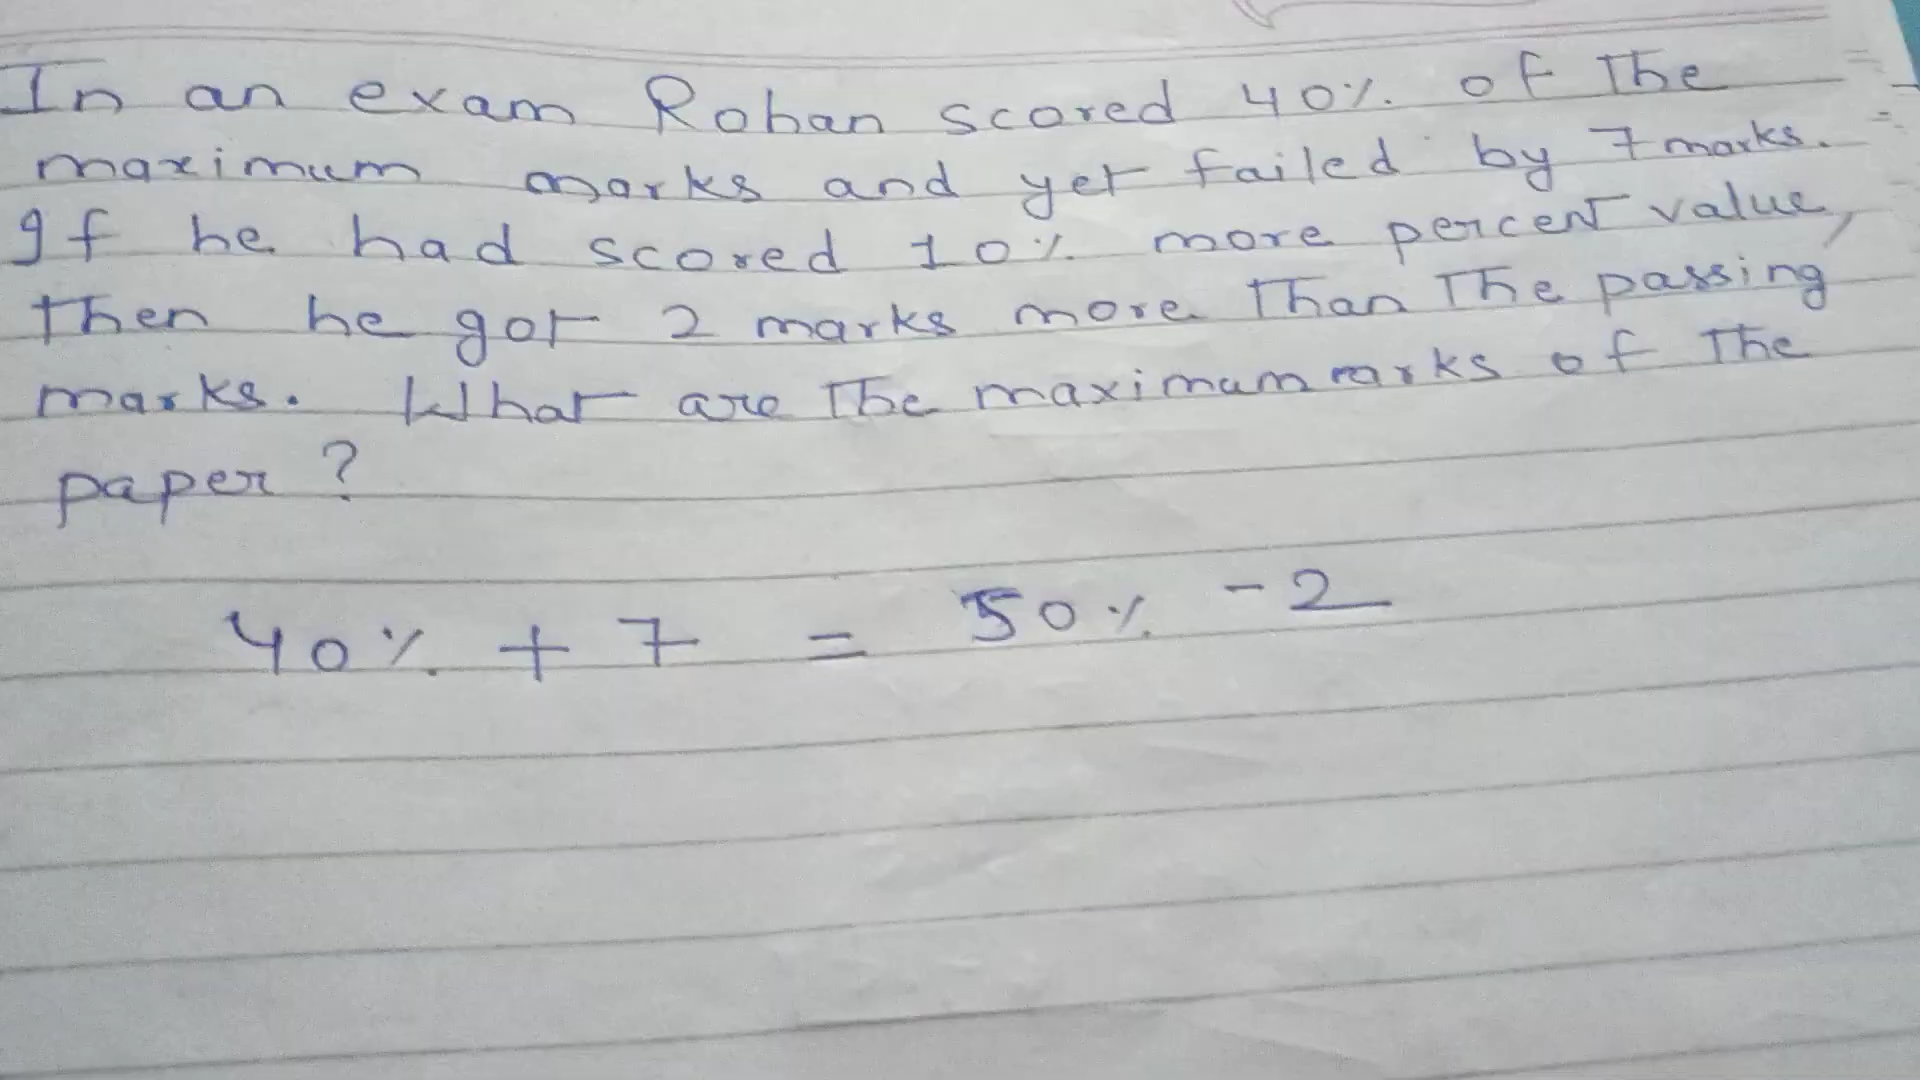 In an exam Rohan scored 40% of The
maximum marks and yet failed by 7 marks.
If he had scored 10% more percent value,
Then he got 2 marks more Than The passing
marks. What are The maximum marks of The
paper ?
40% + 7 = 50% - 2